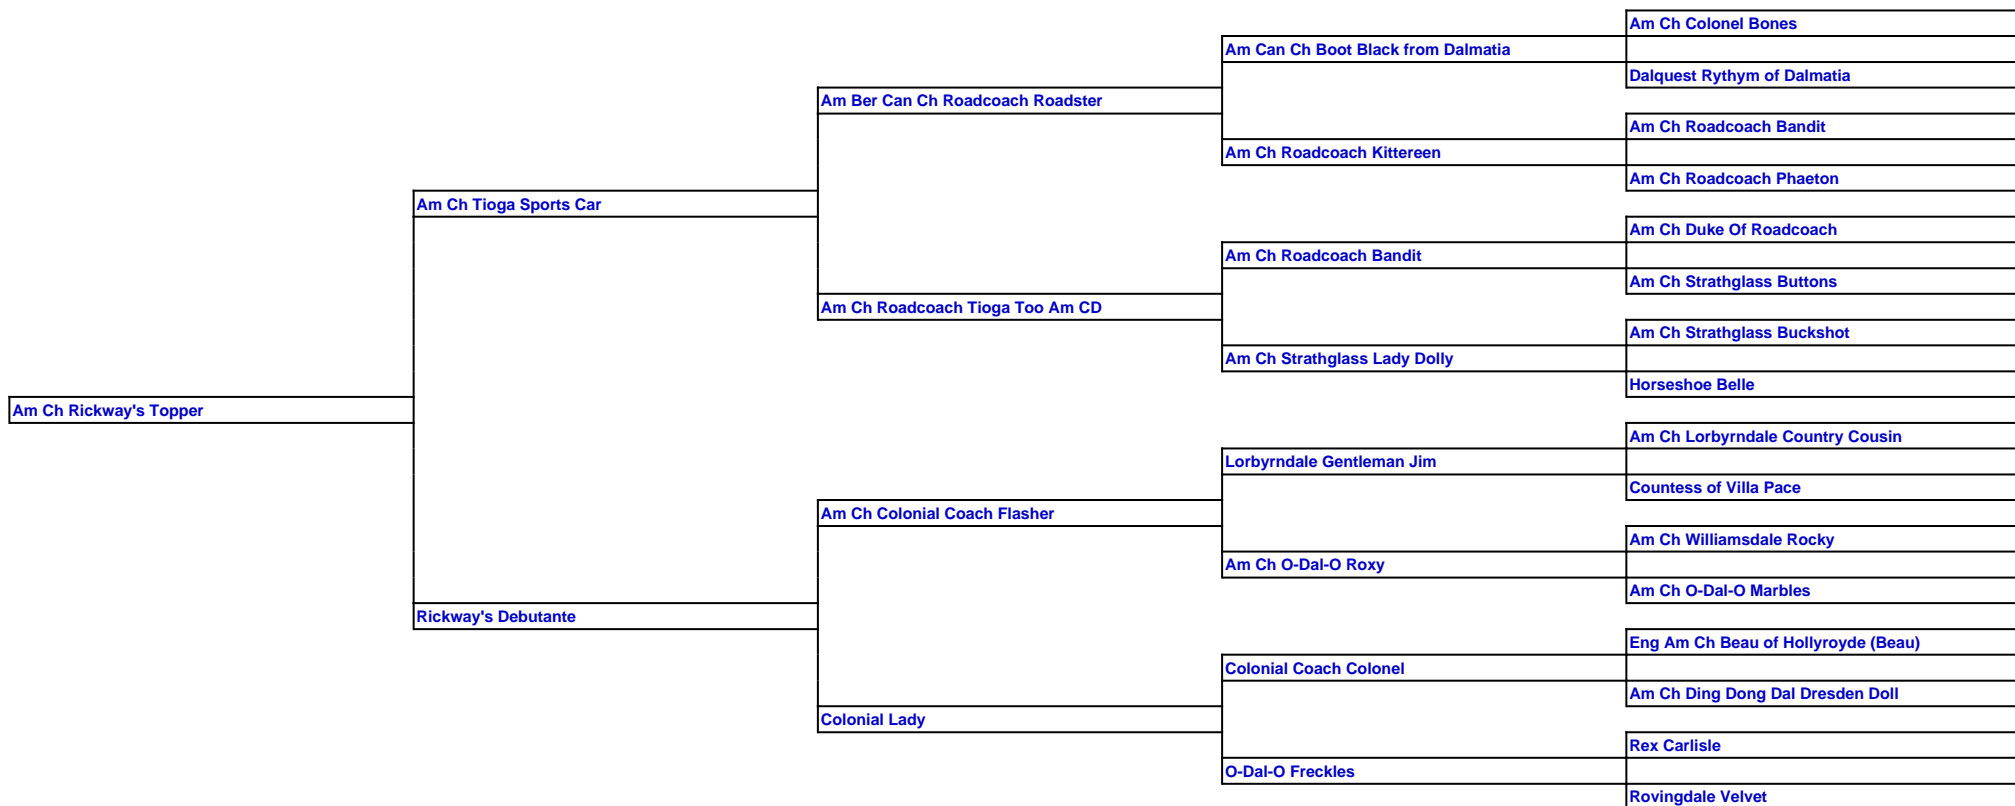 Am Ch Colonel Bones
Am Can Ch Boot Black from Dalmatia
Dalquest Rythym of Dalmatia
Am Ber Can Ch Roadcoach Roadster
Am Ch Roadcoach Bandit
Am Ch Roadcoach Kittereen
Am Ch Roadcoach Phaeton
Am Ch Tioga Sports Car
Am Ch Duke Of Roadcoach
Am Ch Roadcoach Bandit
Am Ch Strathglass Buttons
Am Ch Roadcoach Tioga Too Am CD
Am Ch Strathglass Buckshot
Am Ch Strathglass Lady Dolly
Horseshoe Belle
Am Ch Rickway's Topper
Am Ch Lorbyrndale Country Cousin
Lorbyrndale Gentleman Jim
Countess of Villa Pace
Am Ch Colonial Coach Flasher
Am Ch Williamsdale Rocky
Am Ch O-Dal-O Roxy
Am Ch O-Dal-O Marbles
Rickway's Debutante
Eng Am Ch Beau of Hollyroyde (Beau)
Colonial Coach Colonel
Am Ch Ding Dong Dal Dresden Doll
Colonial Lady
Rex Carlisle
O-Dal-O Freckles
Rovingdale Velvet